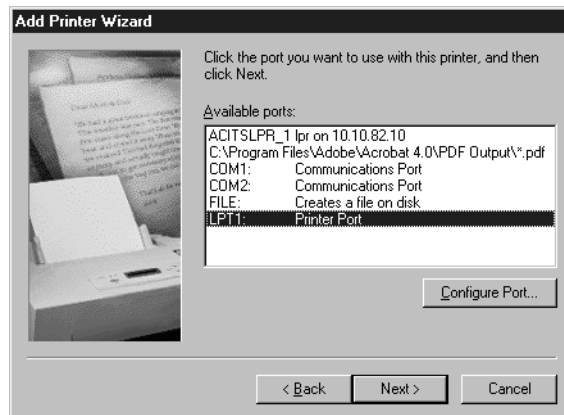 Add Printer Wizard
Click the port you want to use with this printer, and then
click Next.
Available ports:
ACITSLPR_1 lpr on 10.10.82.10
C:\Program Files\Adobe\Acrobat 4.0\PDF Output\*.pdf
COM1: Communications Port
COM2: Communications Port
FILE: Creates a file on disk
LPT1: Printer Port
Configure Port...
< Back
Next >
Cancel